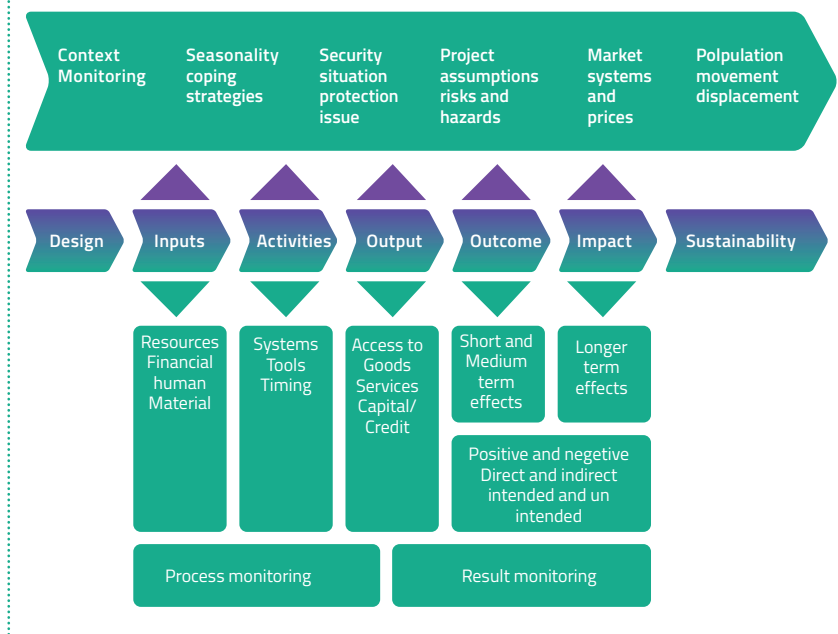 Context
Monitoring
Seasonality
coping
strategies
Security
situation
protection
issue
Project
assumptions
risks and
hazards
Market
systems
and
prices
Polpulation
movement
displacement
Design
Inputs
Activities
Output
Outcome
Impact
Sustainability
Resources
Financial
human
Material
Systems
Tools
Timing
Access to
Goods
Services
Capital/
Credit
Short and
Medium
term
effects
Longer
term
effects
Positive and negetive
Direct and indirect
intended and un
intended
Process monitoring
Result monitoring